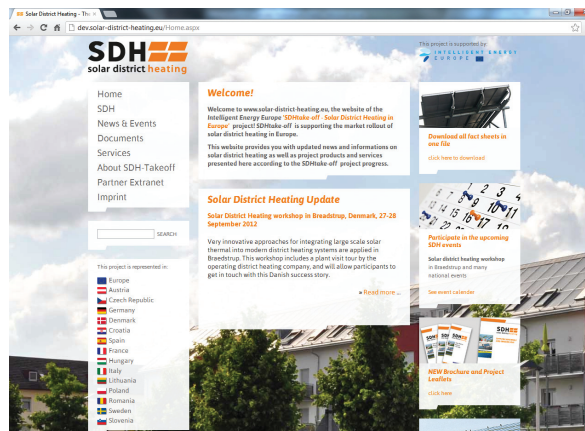 Solar District Heating - The
dev.solar-district-heating.eu/Home.aspx
SDH
solar district heating
This project is supported by:
INTELLIGENT ENERGY
EUROPE
Home
SDH
News & Events
Documents
Services
About SDH-Takeoff
Partner Extranet
Imprint
SEARCH
This project is represented in:
Europe
Austria
Czech Republic
Germany
Denmark
Croatia
Spain
France
Hungary
Italy
Lithuania
Poland
Romania
Sweden
Slovenia
Welcome!
Welcome to www.solar-district-heating.eu, the website of the
Intelligent Energy Europe 'SDHtake-off - Solar District Heating in
Europe' project! SDHtake-off is supporting the market rollout of
solar district heating in Europe.
This website provides you with updated news and informations on
solar district heating as well as project products and services
presented here according to the SDHtake-off project progress.
Solar District Heating Update
Solar District Heating workshop in Breadstrup, Denmark, 27-28
September 2012
Very innovative approaches for integrating large scale solar
thermal into modern district heating systems are applied in
Braedstrup. This workshop includes a plant visit tour by the
operating district heating company, and will allow participants to
get in touch with this Danish success story.
» Read more ...
Download all fact sheets in
one file
click here to download
Participate in the upcoming
SDH events
Solar district heating workshop
in Breadstrup and many
national events
See event calender
NEW Brochure and Project
Leaflets
click here